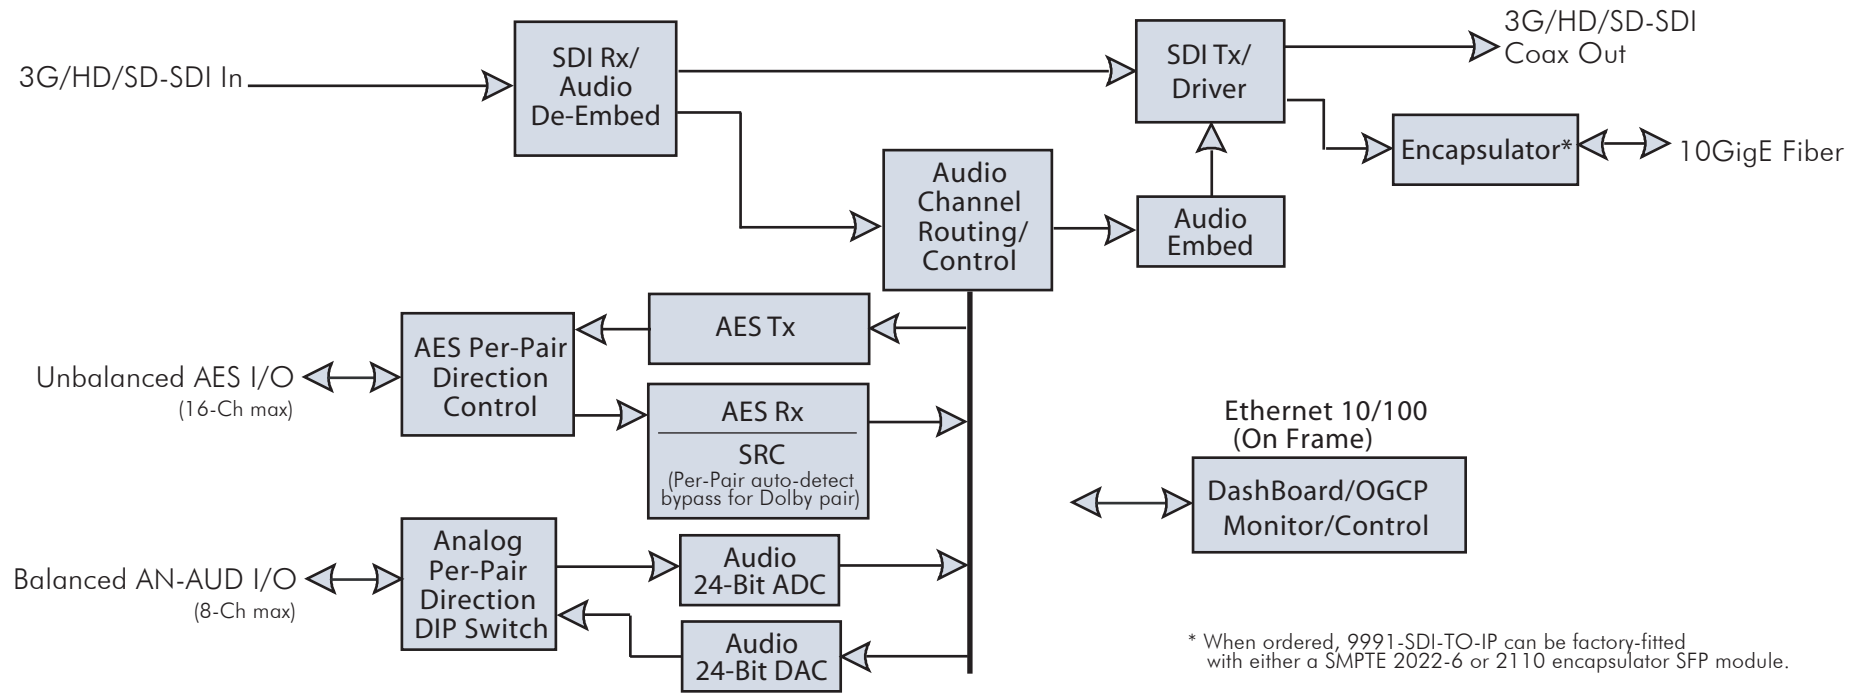 3G/HD/SD-SDI In
SDI Rx/
Audio
De-Embed
SDI Tx/
Driver
3G/HD/SD-SDI
Coax Out
Encapsulator*
10GigE Fiber
Audio
Channel
Routing/
Control
Audio
Embed
Unbalanced AES I/O
(16-Ch max)
AES Per-Pair
Direction
Control
AES Tx
AES Rx
SRC
(Per-Pair auto-detect
bypass for Dolby pair)
Balanced AN-AUD I/O
(8-Ch max)
Analog
Per-Pair
Direction
DIP Switch
Audio
24-Bit ADC
Audio
24-Bit DAC
Ethernet 10/100
(On Frame)
DashBoard/OGCP
Monitor/Control
* When ordered, 9991-SDI-TO-IP can be factory-fitted
with either a SMPTE 2022-6 or 2110 encapsulator SFP module.